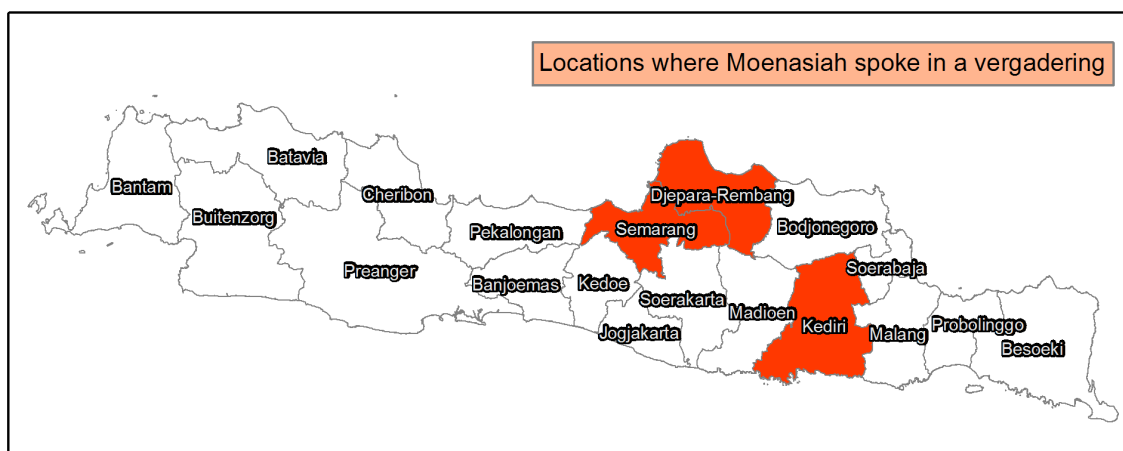 Locations where Moenasiah spoke in a vergadering
Batavia
Bantam
Cheribon
Buitenzorg
Djepara-Rembang
Pekalongan
Semarang
Bodjonegoro
Preanger
Banjoemas
Kedoe
Soerabaja
Soerakarta
Madioen
Jogjakarta
Kediri
Malang
Probolinggo
Besoeki